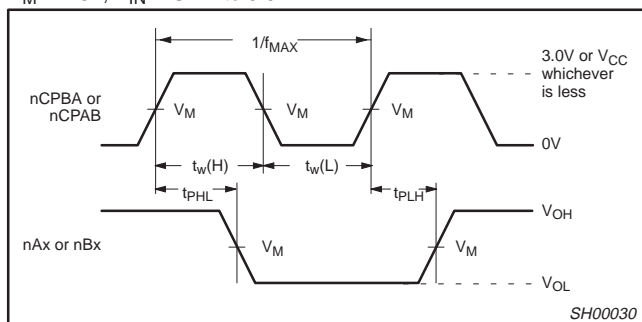 1/fMAX
3.0V or VCC
whichever
is less
nCPBA or
nCPAB
VM
VM
VM
0V
tw(H)
tw(L)
tPHL
tPLH
VOH
nAx or nBx
VM
VM
VOL
SH00030